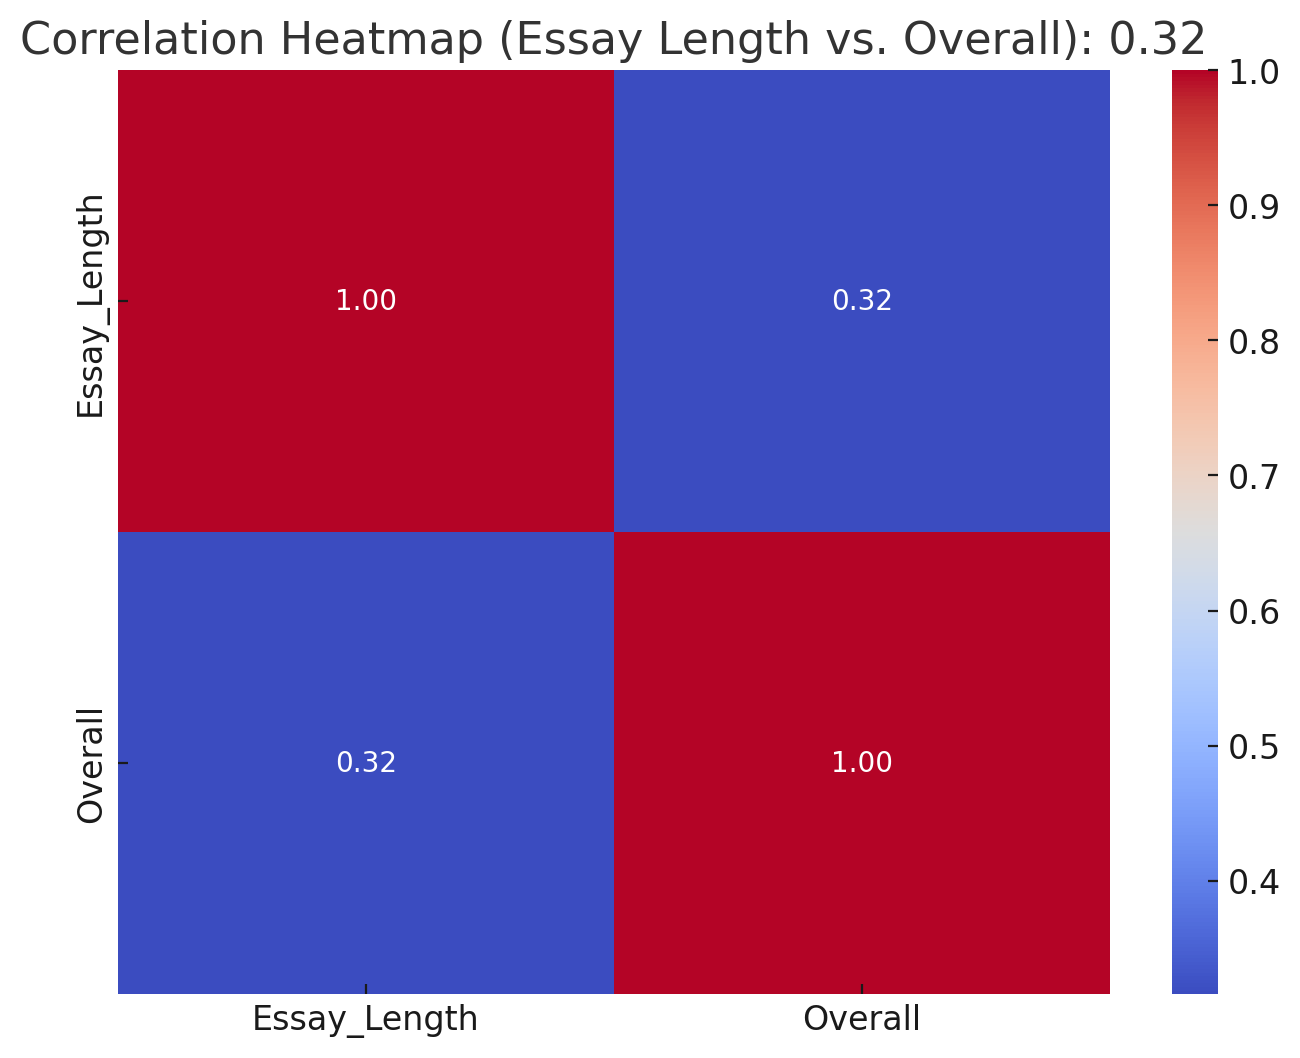 Correlation Heatmap (Essay Length vs. Overall): 0.32
1.0
0.9
0.8
0.7
0.6
0.5
0.4
Essay_Length
1.00
0.32
Overall
0.32
1.00
Essay_Length
Overall